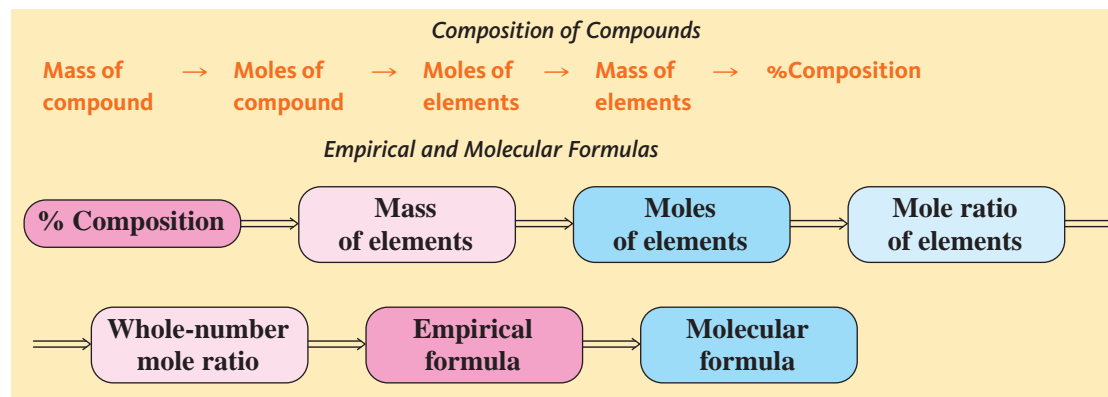 Composition of Compounds
Mass of compound → Moles of compound → Moles of elements → Mass of elements → %Composition
Empirical and Molecular Formulas
% Composition
Mass
of elements
Moles
of elements
Mole ratio
of elements
Whole-number
mole ratio
Empirical
formula
Molecular
formula